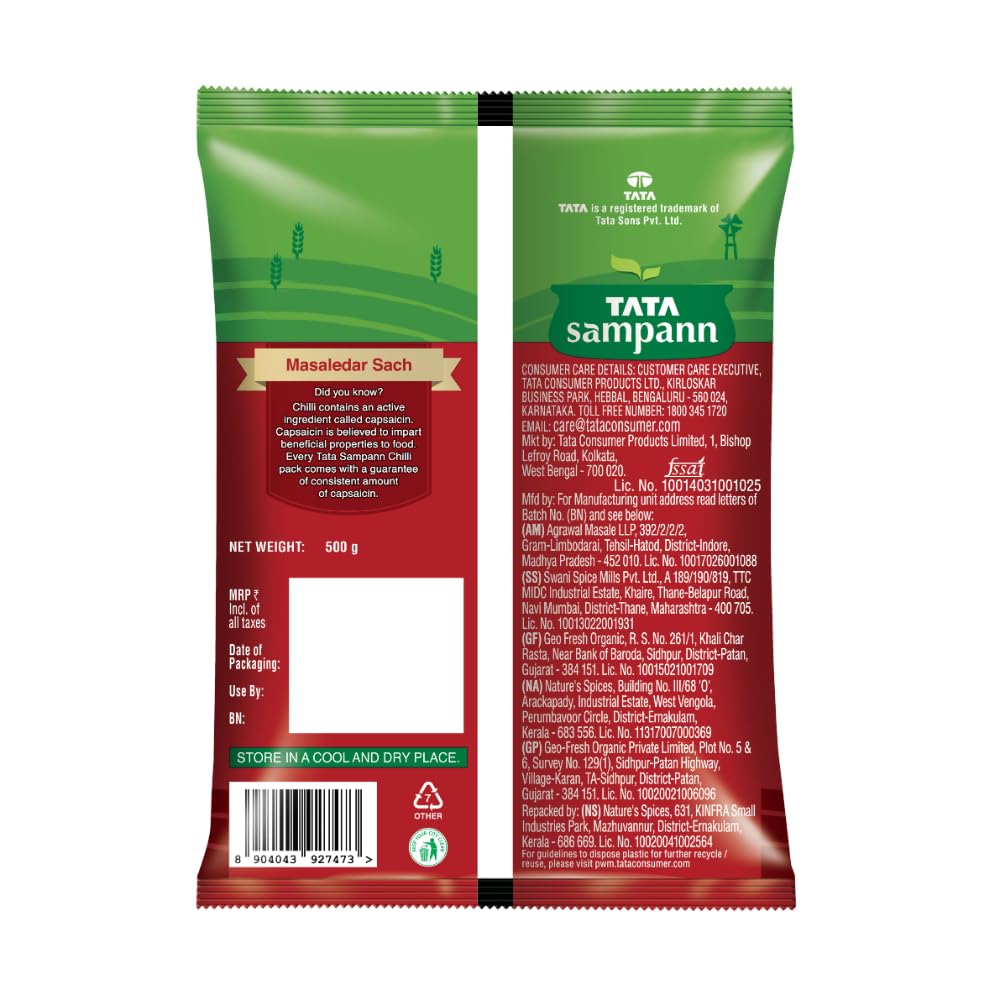 Masaledar Sach
Did you know?
Chilli contains an active
ingredient called capsaicin.
Capsaicin is believed to impart
beneficial properties to food.
Every Tata Sampann Chilli
pack comes with a guarantee
of consistent amount
of capsaicin.
NET WEIGHT: 500 g
MRP ₹
Incl. of
all taxes
Date of
Packaging:
Use By:
BN:
STORE IN A COOL AND DRY PLACE.
8 904043 927473 >
7
OTHER
KEEP YOUR CITY CLEAN
TATA
TATA is a registered trademark of
Tata Sons Pvt. Ltd.
TATA
sampann
CONSUMER CARE DETAILS: CUSTOMER CARE EXECUTIVE,
TATA CONSUMER PRODUCTS LTD., KIRLOSKAR
BUSINESS PARK, HEBBAL, BENGALURU - 560 024,
KARNATAKA. TOLL FREE NUMBER: 1800 345 1720
EMAIL: care@tataconsumer.com
Mkt by: Tata Consumer Products Limited, 1, Bishop
Lefroy Road, Kolkata,
West Bengal - 700 020. fssai
Lic. No. 10014031001025
Mfd by: For Manufacturing unit address read letters of
Batch No. (BN) and see below:
(AM) Agrawal Masale LLP, 392/2/2/2,
Gram-Limbodarai, Tehsil-Hatod, District-Indore,
Madhya Pradesh - 452 010. Lic. No. 10017026001088
(SS) Swani Spice Mills Pvt. Ltd., A 189/190/819, TTC
MIDC Industrial Estate, Khaire, Thane-Belapur Road,
Navi Mumbai, District-Thane, Maharashtra - 400 705.
Lic. No. 10013022001931
(GF) Geo Fresh Organic, R. S. No. 261/1, Khali Char
Rasta, Near Bank of Baroda, Sidhpur, District-Patan,
Gujarat - 384 151. Lic. No. 10015021001709
(NA) Nature's Spices, Building No. III/68 'O',
Arackapady, Industrial Estate, West Vengola,
Perumbavoor Circle, District-Ernakulam,
Kerala - 683 556. Lic. No. 11317007000369
(GP) Geo-Fresh Organic Private Limited, Plot No. 5 &
6, Survey No. 129(1), Sidhpur-Patan Highway,
Village-Karan, TA-Sidhpur, District-Patan,
Gujarat - 384 151. Lic. No. 10020021006096
Repacked by: (NS) Nature's Spices, 631, KINFRA Small
Industries Park, Mazhuvannur, District-Ernakulam,
Kerala - 686 669. Lic. No. 10020041002564
For guidelines to dispose plastic for further recycle /
reuse, please visit pwm.tataconsumer.com